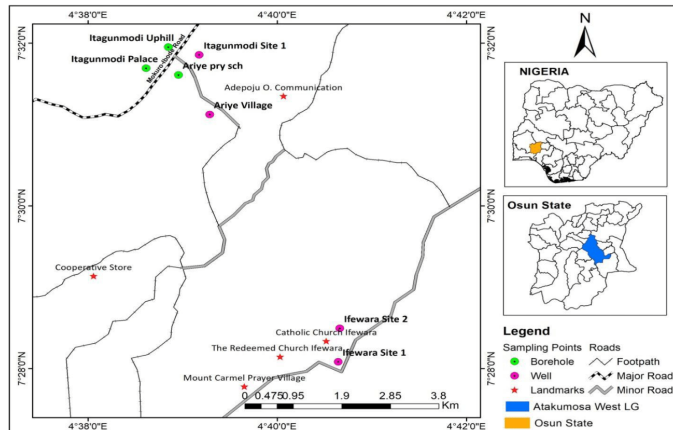 4°38'0"E 4°40'0"E 4°42'0"E
7°32'0"N
7°30'0"N
7°28'0"N
Itagunmodi Uphill
Itagunmodi Site 1
Itagunmodi Palace
Ariye pry sch
Adepoju O. Communication
Ariye Village
Cooperative Store
Ifewara Site 2
Catholic Church Ifewara
The Redeemed Church Ifewara
Ifewara Site 1
Mount Carmel Prayer Village
0 0.475 0.95 1.9 2.85 3.8
Km
4°38'0"E 4°40'0"E 4°42'0"E
7°32'0"N
7°30'0"N
7°28'0"N
N
NIGERIA
Osun State
Legend
Sampling Points Roads
Borehole Footpath
Well Major Road
Landmarks Minor Road
Atakumosa West LG
Osun State